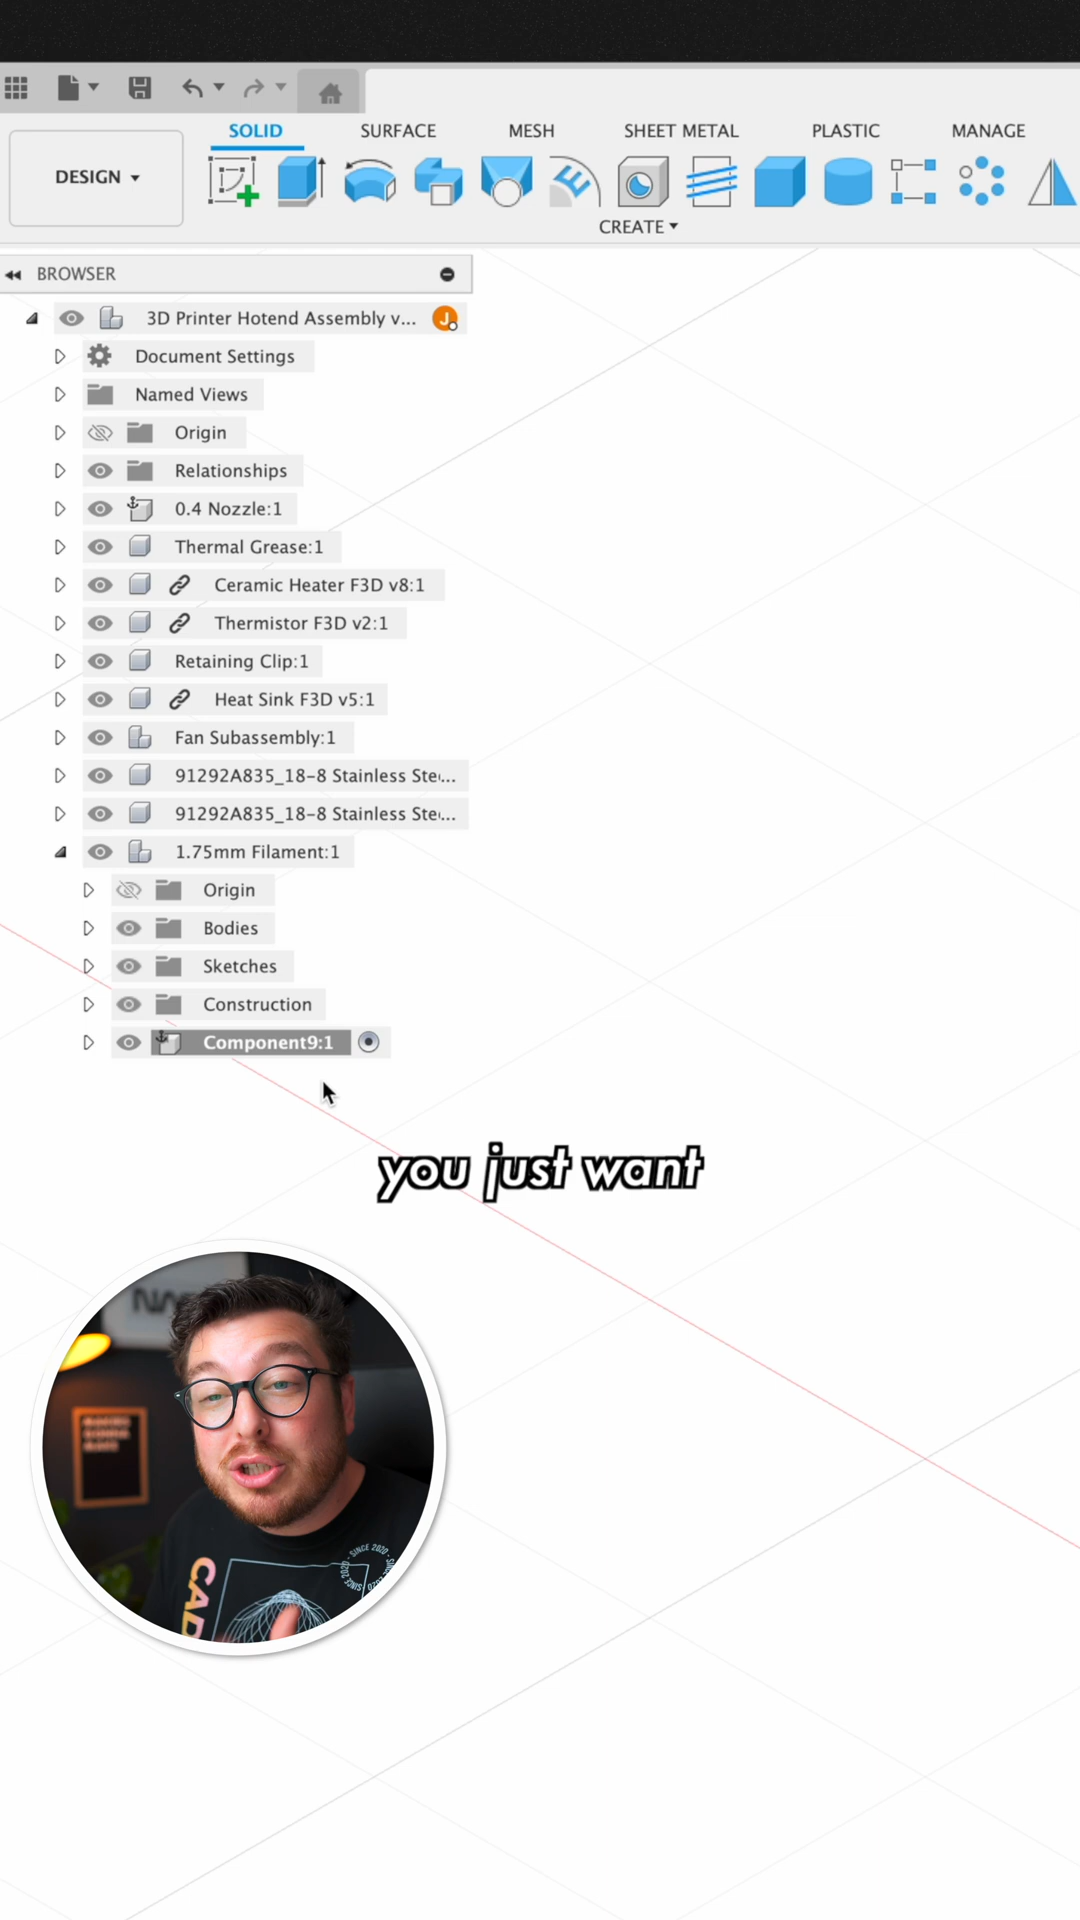 SOLID
SURFACE
MESH
SHEET METAL
PLASTIC
MANAGE
DESIGN
CREATE
BROWSER
3D Printer Hotend Assembly v...
J
Document Settings
Named Views
Origin
Relationships
0.4 Nozzle:1
Thermal Grease:1
Ceramic Heater F3D v8:1
Thermistor F3D v2:1
Retaining Clip:1
Heat Sink F3D v5:1
Fan Subassembly:1
91292A835_18-8 Stainless Ste...
91292A835_18-8 Stainless Ste...
1.75mm Filament:1
Origin
Bodies
Sketches
Construction
Component9:1
you just want
CAD
SINCE 2020